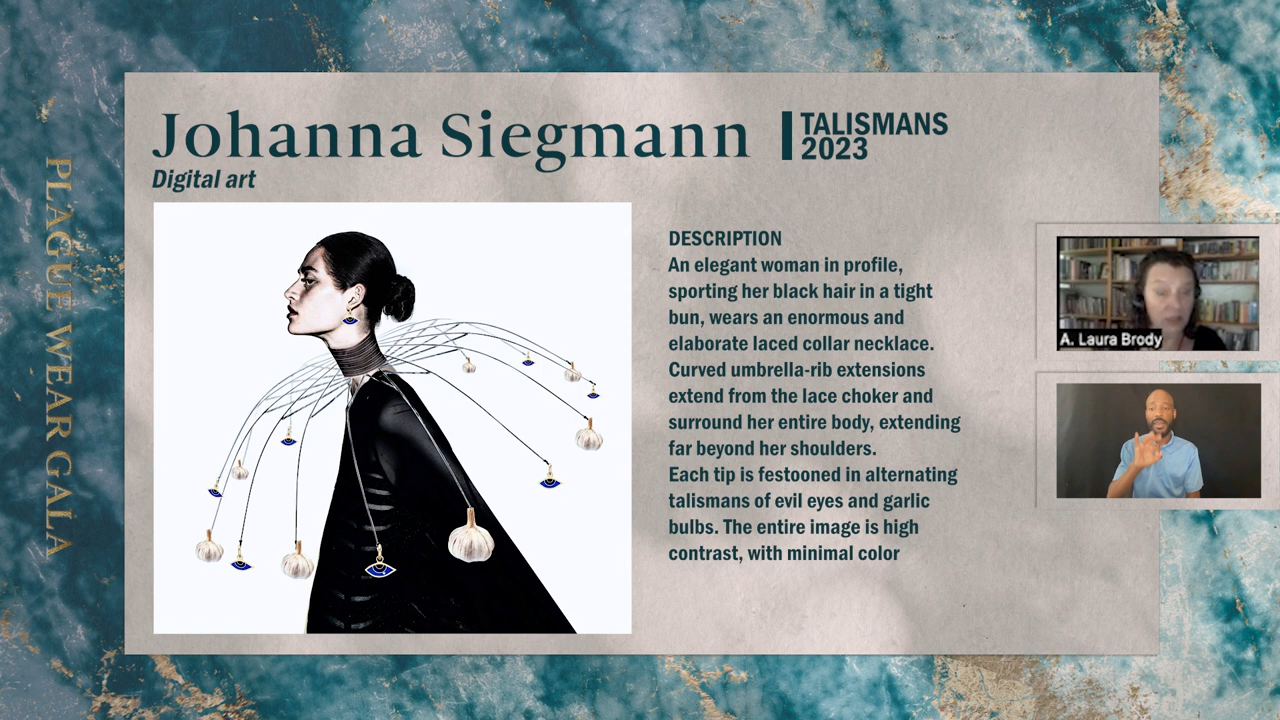 Johanna Siegmann
TALISMANS
2023
Digital art
PLAGUE WEAR GALA
DESCRIPTION
An elegant woman in profile,
sporting her black hair in a tight
bun, wears an enormous and
elaborate laced collar necklace.
Curved umbrella-rib extensions
extend from the lace choker and
surround her entire body, extending
far beyond her shoulders.
Each tip is festooned in alternating
talismans of evil eyes and garlic
bulbs. The entire image is high
contrast, with minimal color
A. Laura Brody